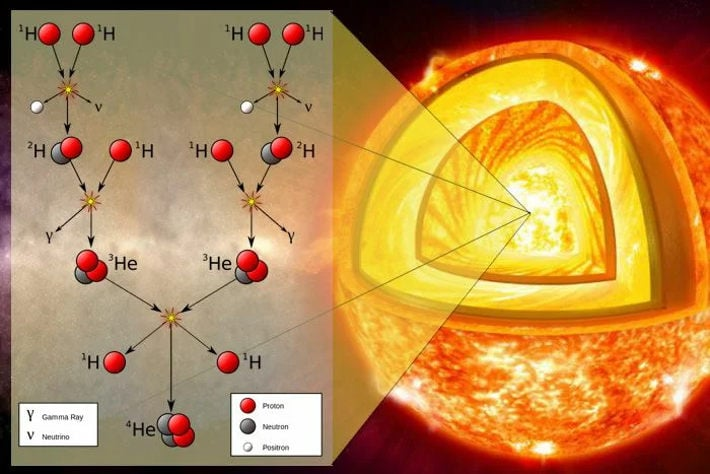 ¹H ¹H ¹H ¹H
ν ν
²H ¹H ¹H ²H
γ γ
³He ³He
¹H ¹H
⁴He
γ Gamma Ray
ν Neutrino
Proton
Neutron
Positron